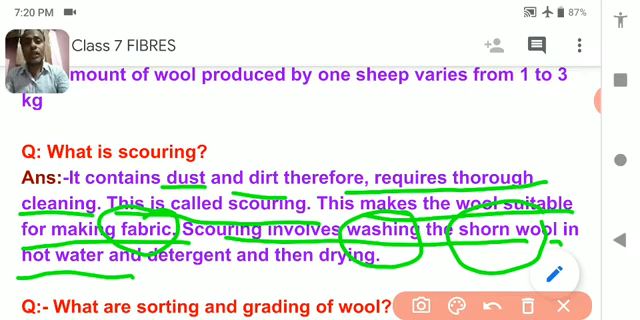 7:20 PM
87%
Class 7 FIBRES
mount of wool produced by one sheep varies from 1 to 3
kg
Q: What is scouring?
Ans:-It contains dust and dirt therefore, requires thorough
cleaning. This is called scouring. This makes the wool suitable
for making fabric. Scouring involves washing the shorn wool in
hot water and detergent and then drying.
Q:- What are sorting and grading of wool?